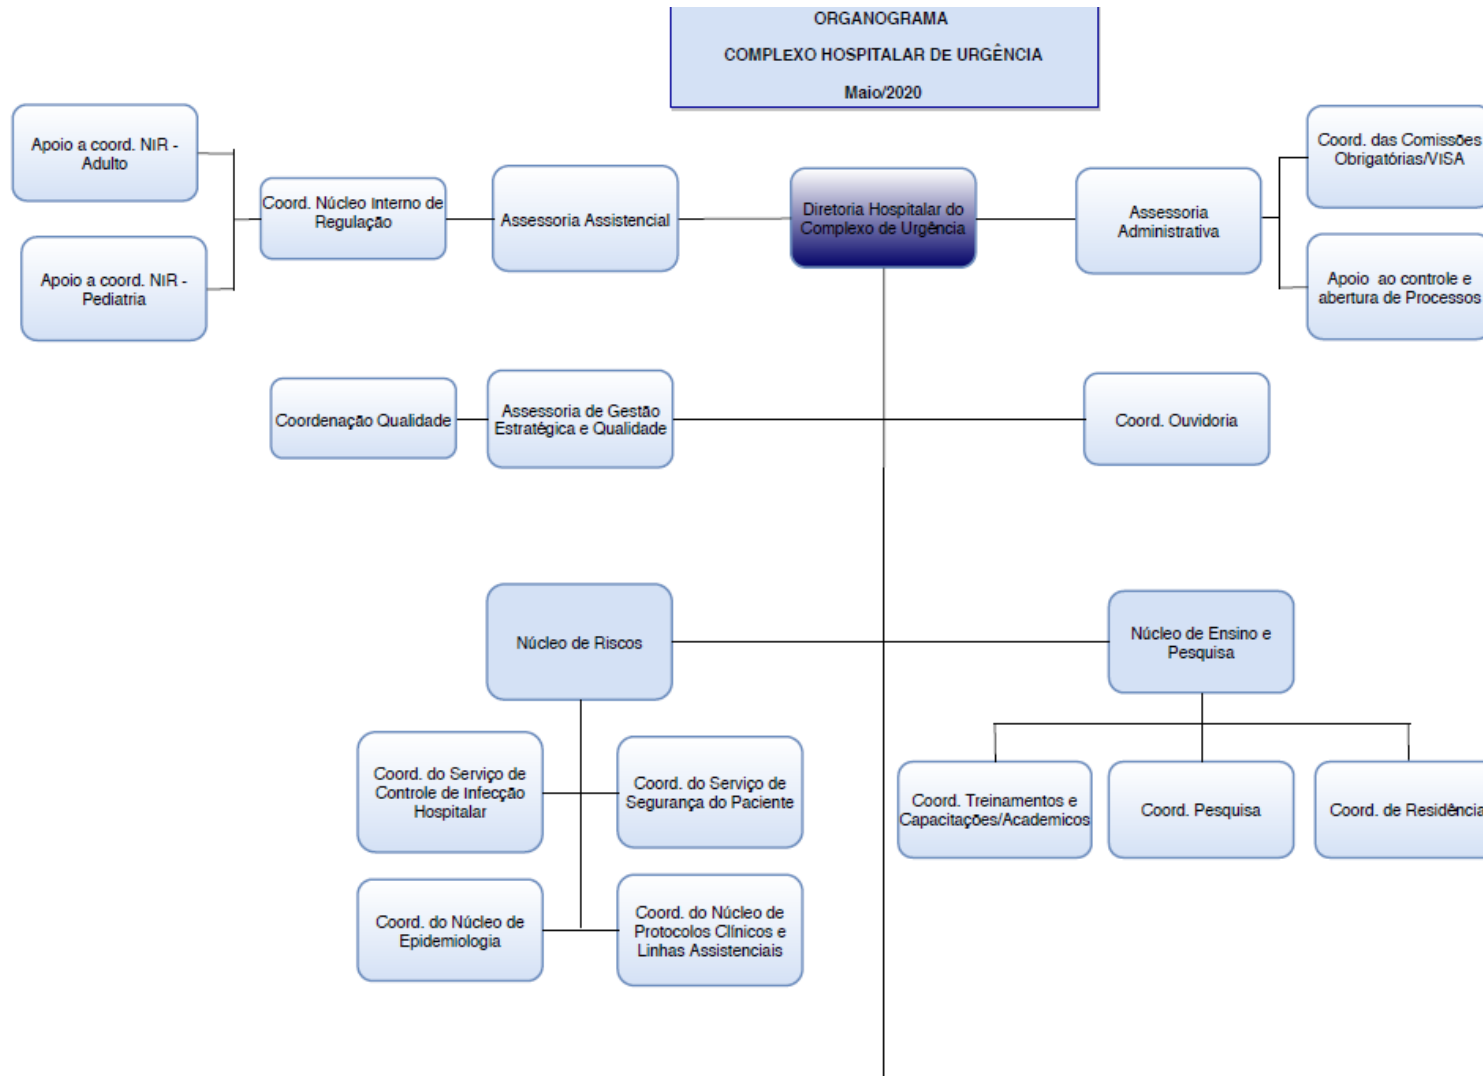 ORGANOGRAMA
COMPLEXO HOSPITALAR DE URGÊNCIA
Maio/2020
Apoio a coord. NIR -
Adulto
Coord. Núcleo Interno de
Regulação
Assessoria Assistencial
Diretoria Hospitalar do
Complexo de Urgência
Assessoria
Administrativa
Coord. das Comissões
Obrigatórias/VISA
Apoio a coord. NIR -
Pediatria
Apoio ao controle e
abertura de Processos
Coordenação Qualidade
Assessoria de Gestão
Estratégica e Qualidade
Coord. Ouvidoria
Núcleo de Riscos
Núcleo de Ensino e
Pesquisa
Coord. do Serviço de
Controle de Infecção
Hospitalar
Coord. do Serviço de
Segurança do Paciente
Coord. Treinamentos e
Capacitações/Academicos
Coord. Pesquisa
Coord. de Residência
Coord. do Núcleo de
Epidemiologia
Coord. do Núcleo de
Protocolos Clínicos e
Linhas Assistenciais